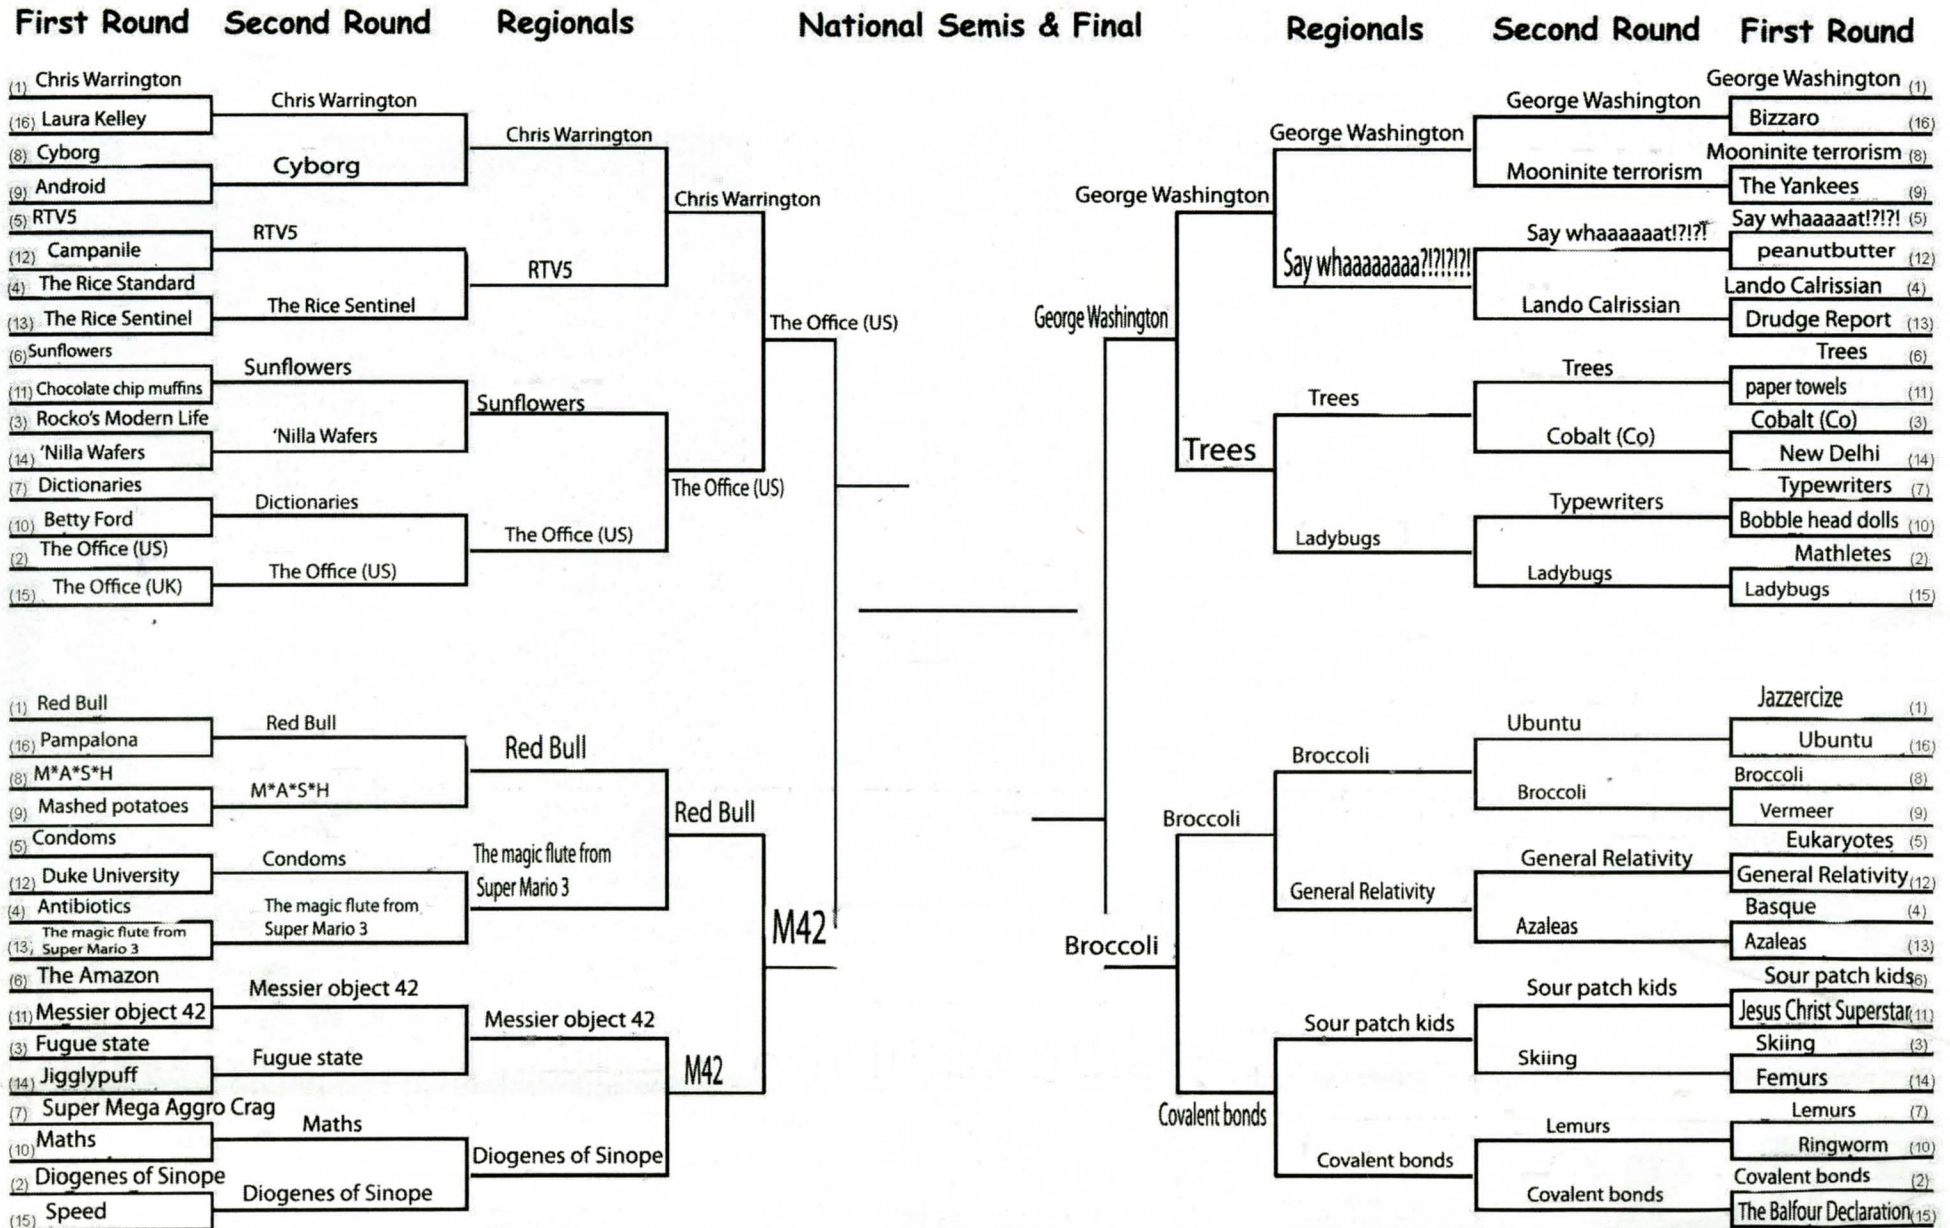 First Round
Second Round
Regionals
National Semis & Final
Regionals
Second Round
First Round
(1) Chris Warrington
(16) Laura Kelley
(8) Cyborg
(9) Android
(5) RTV5
(12) Campanile
(4) The Rice Standard
(13) The Rice Sentinel
(6) Sunflowers
(11) Chocolate chip muffins
(3) Rocko's Modern Life
(14) 'Nilla Wafers
(7) Dictionaries
(10) Betty Ford
(2) The Office (US)
(15) The Office (UK)
Chris Warrington
Cyborg
RTV5
The Rice Sentinel
Sunflowers
'Nilla Wafers
Dictionaries
The Office (US)
Chris Warrington
RTV5
Sunflowers
The Office (US)
Chris Warrington
The Office (US)
The Office (US)
(1) Red Bull
(16) Pampalona
(8) M*A*S*H
(9) Mashed potatoes
(5) Condoms
(12) Duke University
(4) Antibiotics
(13) The magic flute from
Super Mario 3
(6) The Amazon
(11) Messier object 42
(3) Fugue state
(14) Jigglypuff
(7) Super Mega Aggro Crag
(10) Maths
(2) Diogenes of Sinope
(15) Speed
Red Bull
M*A*S*H
Condoms
The magic flute from
Super Mario 3
Messier object 42
Fugue state
Maths
Diogenes of Sinope
Red Bull
The magic flute from
Super Mario 3
Messier object 42
Diogenes of Sinope
Red Bull
M42
M42
George Washington
Broccoli
George Washington
Trees
Broccoli
Covalent bonds
George Washington
Say whaaaaaaaa?!?!?!?!
Trees
Ladybugs
Broccoli
General Relativity
Sour patch kids
Covalent bonds
George Washington
Mooninite terrorism
Say whaaaaaat!?!?!
Lando Calrissian
Trees
Cobalt (Co)
Typewriters
Ladybugs
Ubuntu
Broccoli
General Relativity
Azaleas
Sour patch kids
Skiing
Lemurs
Covalent bonds
George Washington (1)
Bizzaro (16)
Mooninite terrorism (8)
The Yankees (9)
Say whaaaaat!?!?! (5)
peanutbutter (12)
Lando Calrissian (4)
Drudge Report (13)
Trees (6)
paper towels (11)
Cobalt (Co) (3)
New Delhi (14)
Typewriters (7)
Bobble head dolls (10)
Mathletes (2)
Ladybugs (15)
Jazzercize (1)
Ubuntu (16)
Broccoli (8)
Vermeer (9)
Eukaryotes (5)
General Relativity (12)
Basque (4)
Azaleas (13)
Sour patch kids (6)
Jesus Christ Superstar (11)
Skiing (3)
Femurs (14)
Lemurs (7)
Ringworm (10)
Covalent bonds (2)
The Balfour Declaration (15)